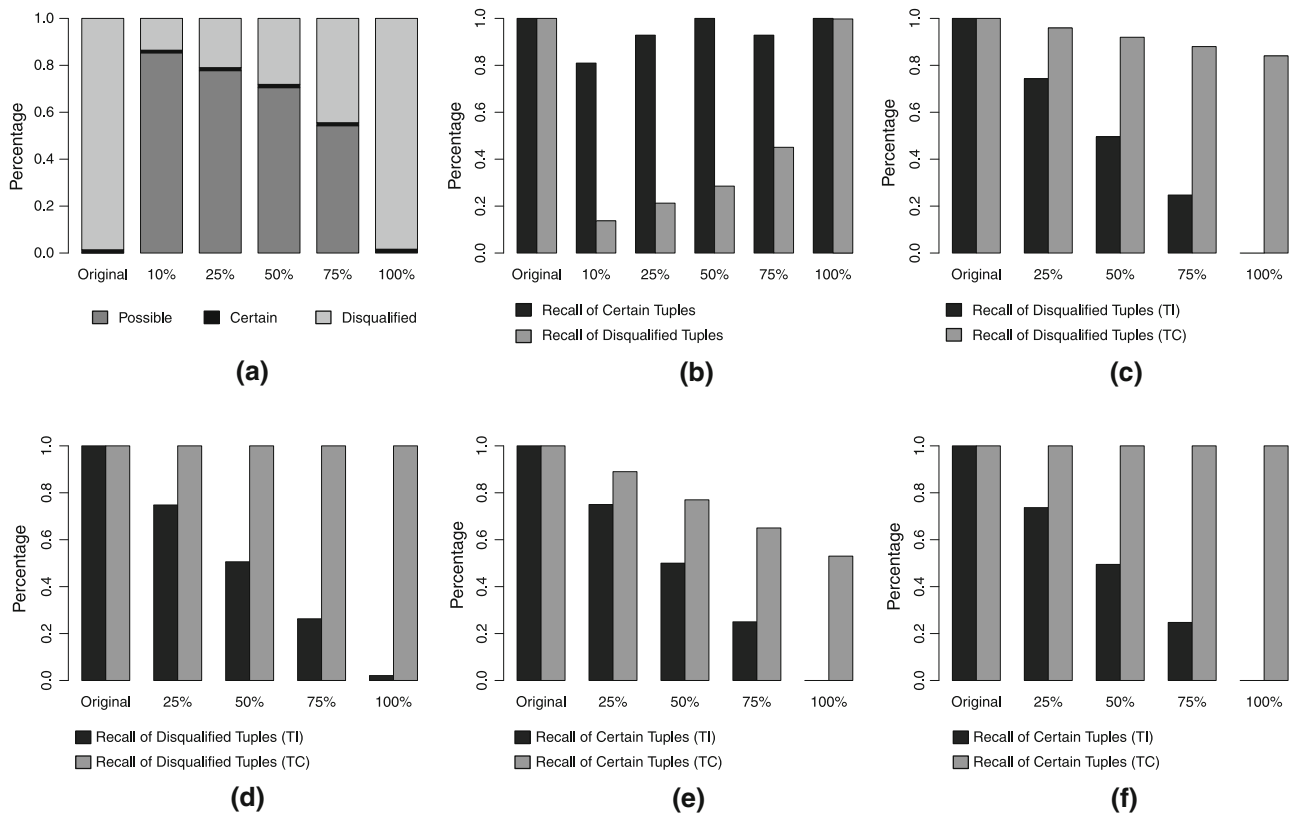 Percentage
1.0
0.8
0.6
0.4
0.2
0.0
Original 10% 25% 50% 75% 100%
Possible Certain Disqualified
(a)
Percentage
1.0
0.8
0.6
0.4
0.2
0.0
Original 10% 25% 50% 75% 100%
Recall of Certain Tuples
Recall of Disqualified Tuples
(b)
Percentage
1.0
0.8
0.6
0.4
0.2
0.0
Original 25% 50% 75% 100%
Recall of Disqualified Tuples (TI)
Recall of Disqualified Tuples (TC)
(c)
Percentage
1.0
0.8
0.6
0.4
0.2
0.0
Original 25% 50% 75% 100%
Recall of Disqualified Tuples (TI)
Recall of Disqualified Tuples (TC)
(d)
Percentage
1.0
0.8
0.6
0.4
0.2
0.0
Original 25% 50% 75% 100%
Recall of Certain Tuples (TI)
Recall of Certain Tuples (TC)
(e)
Percentage
1.0
0.8
0.6
0.4
0.2
0.0
Original 25% 50% 75% 100%
Recall of Certain Tuples (TI)
Recall of Certain Tuples (TC)
(f)